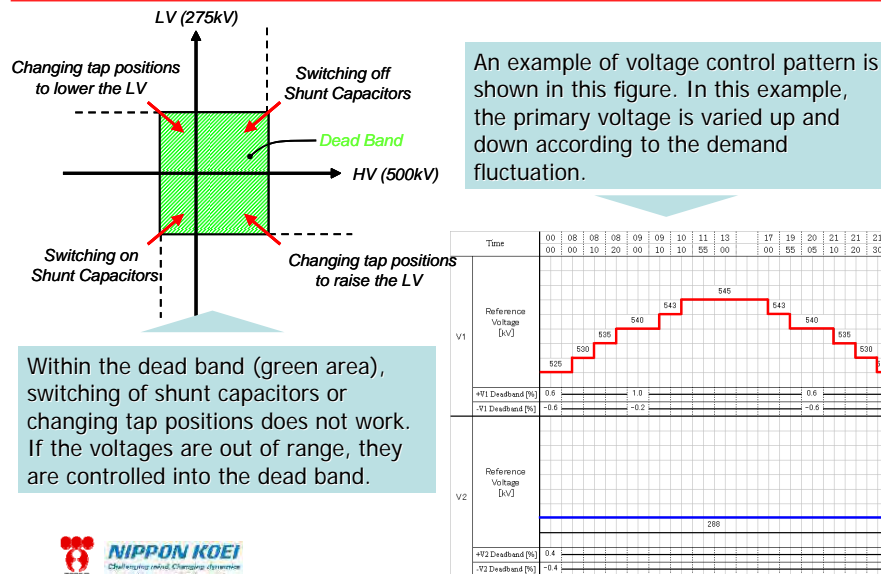 LV (275kV)
Changing tap positions
to lower the LV
Switching off
Shunt Capacitors
Dead Band
HV (500kV)
Switching on
Shunt Capacitors
Changing tap positions
to raise the LV
An example of voltage control pattern is
shown in this figure. In this example,
the primary voltage is varied up and
down according to the demand
fluctuation.
Within the dead band (green area),
switching of shunt capacitors or
changing tap positions does not work.
If the voltages are out of range, they
are controlled into the dead band.
Time
00 08 08 08 09 09 10 11 13 17 19 20 21 21
00 00 10 20 00 10 10 55 00 00 55 05 10 20
V1
Reference
Voltage
[kV]
525 530 535 540 543 545 543 540 535 530
+V1 Deadband [%] 0.6 1.0 0.6
-V1 Deadband [%] -0.6 -0.2 -0.6
V2
Reference
Voltage
[kV]
288
+V2 Deadband [%] 0.4
-V2 Deadband [%] -0.4
NIPPON KOEI
Challenging mind, Changing dynamics